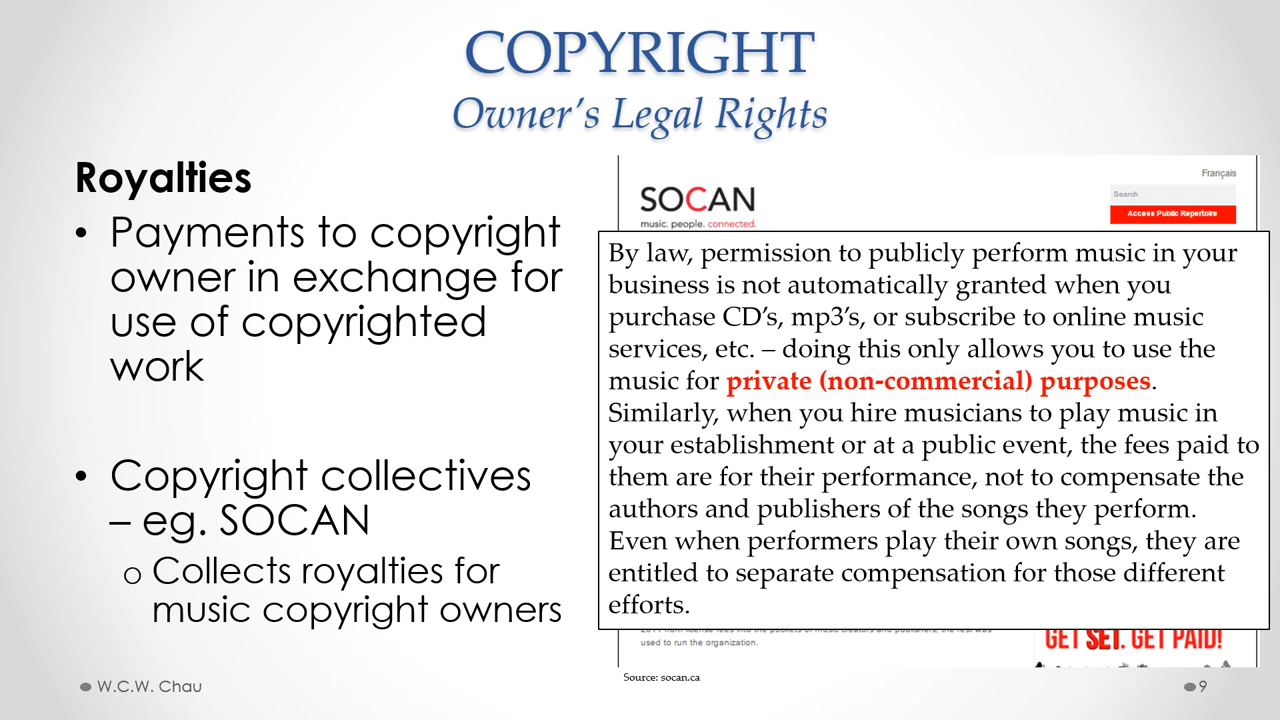 COPYRIGHT
Owner's Legal Rights
Royalties
• Payments to copyright
owner in exchange for
use of copyrighted
work
• Copyright collectives
– eg. SOCAN
o Collects royalties for
music copyright owners
Français
SOCAN
music. people. connected.
Search
Access Public Repertoire
By law, permission to publicly perform music in your
business is not automatically granted when you
purchase CD's, mp3's, or subscribe to online music
services, etc. – doing this only allows you to use the
music for private (non-commercial) purposes.
Similarly, when you hire musicians to play music in
your establishment or at a public event, the fees paid to
them are for their performance, not to compensate the
authors and publishers of the songs they perform.
Even when performers play their own songs, they are
entitled to separate compensation for those different
efforts.
used to run the organization.
GET SET. GET PAID!
Source: socan.ca
W.C.W. Chau
9